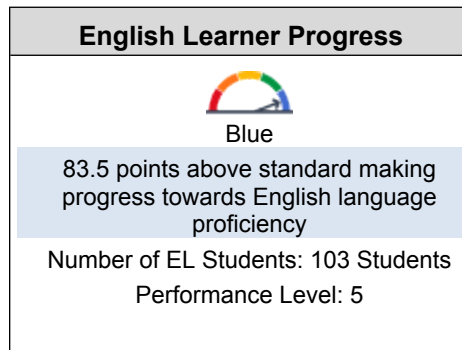 English Learner Progress
Blue
83.5 points above standard making
progress towards English language
proficiency
Number of EL Students: 103 Students
Performance Level: 5